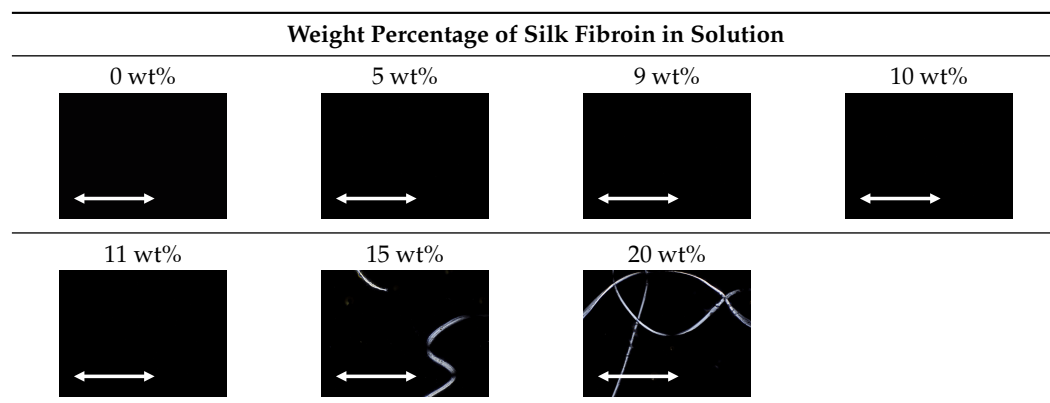 Weight Percentage of Silk Fibroin in Solution
0 wt% 5 wt% 9 wt% 10 wt%
11 wt% 15 wt% 20 wt%